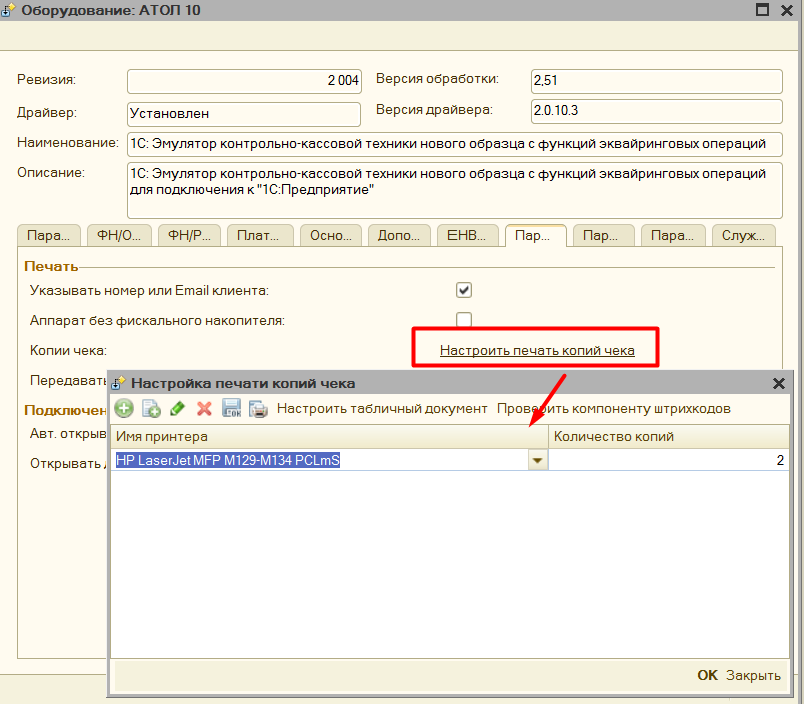 Оборудование: АТОЛ 10
Ревизия: 2 004 Версия обработки: 2,51
Драйвер: Установлен Версия драйвера: 2.0.10.3
Наименование: 1С: Эмулятор контрольно-кассовой техники нового образца с функций эквайринговых операций
Описание: 1С: Эмулятор контрольно-кассовой техники нового образца с функций эквайринговых операций
для подключения к "1С:Предприятие"
Пара... ФН/О... ФН/Р... Плат... Осно... Допо... ЕНВ... Пар... Пар... Пара... Служ...
Печать
Указывать номер или Email клиента:
Аппарат без фискального накопителя:
Копии чека: Настроить печать копий чека
Передавать
Настройка печати копий чека
Подключен
Настроить табличный документ Проверить компоненту штрихкодов
Авт. открыв
Имя принтера Количество копий
Открывать
HP LaserJet MFP M129-M134 PCLmS 2
OK Закрыть